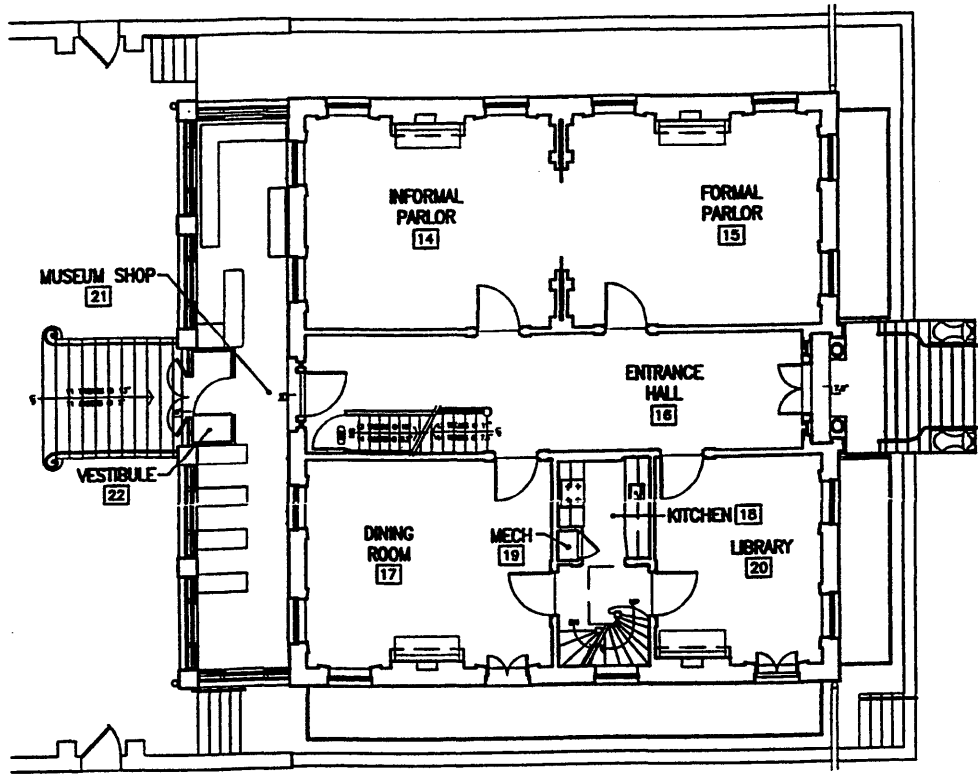 INFORMAL
PARLOR
14
FORMAL
PARLOR
15
MUSEUM SHOP
21
ENTRANCE
HALL
16
VESTIBULE
22
DINING
ROOM
17
MECH
19
KITCHEN 18
LIBRARY
20